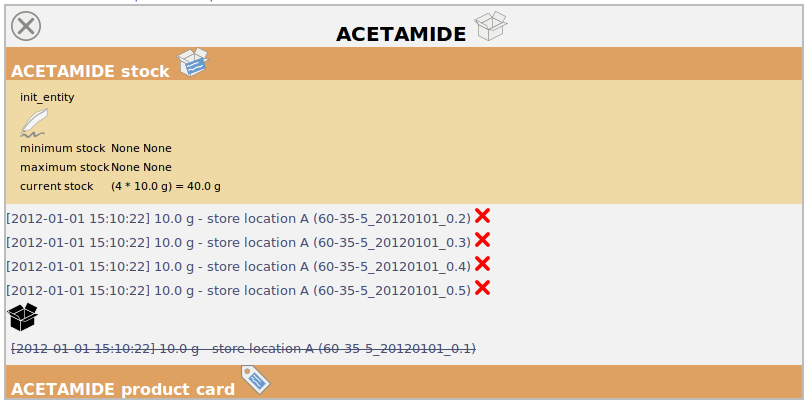 ACETAMIDE
ACETAMIDE stock
init_entity
minimum stock None None
maximum stock None None
current stock (4 * 10.0 g) = 40.0 g
[2012-01-01 15:10:22] 10.0 g - store location A (60-35-5_20120101_0.2)
[2012-01-01 15:10:22] 10.0 g - store location A (60-35-5_20120101_0.3)
[2012-01-01 15:10:22] 10.0 g - store location A (60-35-5_20120101_0.4)
[2012-01-01 15:10:22] 10.0 g - store location A (60-35-5_20120101_0.5)
[2012-01-01 15:10:22] 10.0 g - store location A (60-35-5_20120101_0.1)
ACETAMIDE product card